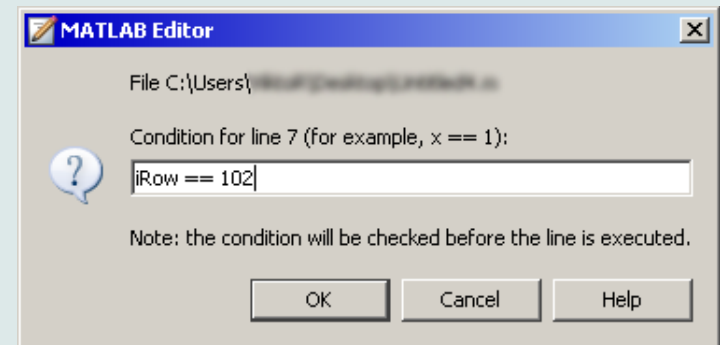 MATLAB Editor
File C:\Users\
Condition for line 7 (for example, x == 1):
iRow == 102
Note: the condition will be checked before the line is executed.
OK Cancel Help